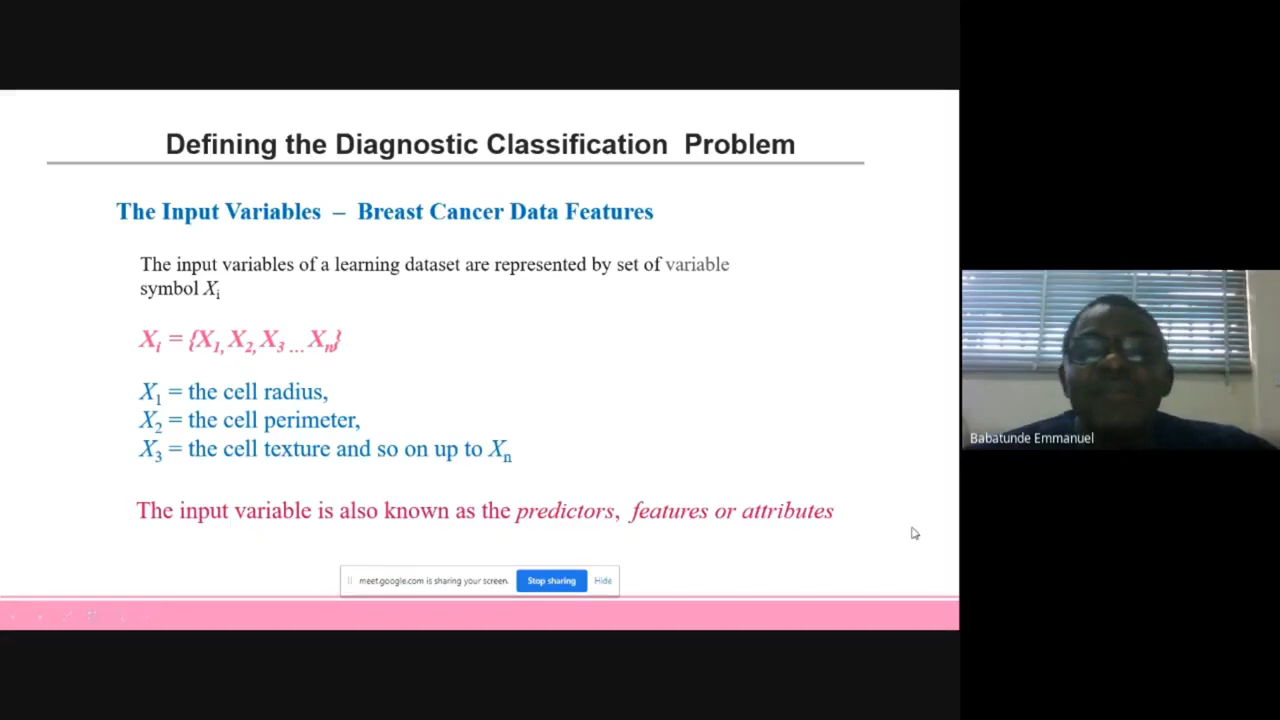 Defining the Diagnostic Classification Problem
The Input Variables – Breast Cancer Data Features
The input variables of a learning dataset are represented by set of variable
symbol Xi
Xi = {X1, X2, X3 ... Xn}
X1 = the cell radius,
X2 = the cell perimeter,
X3 = the cell texture and so on up to Xn
The input variable is also known as the predictors, features or attributes
meet.google.com is sharing your screen. Stop sharing Hide
Babatunde Emmanuel